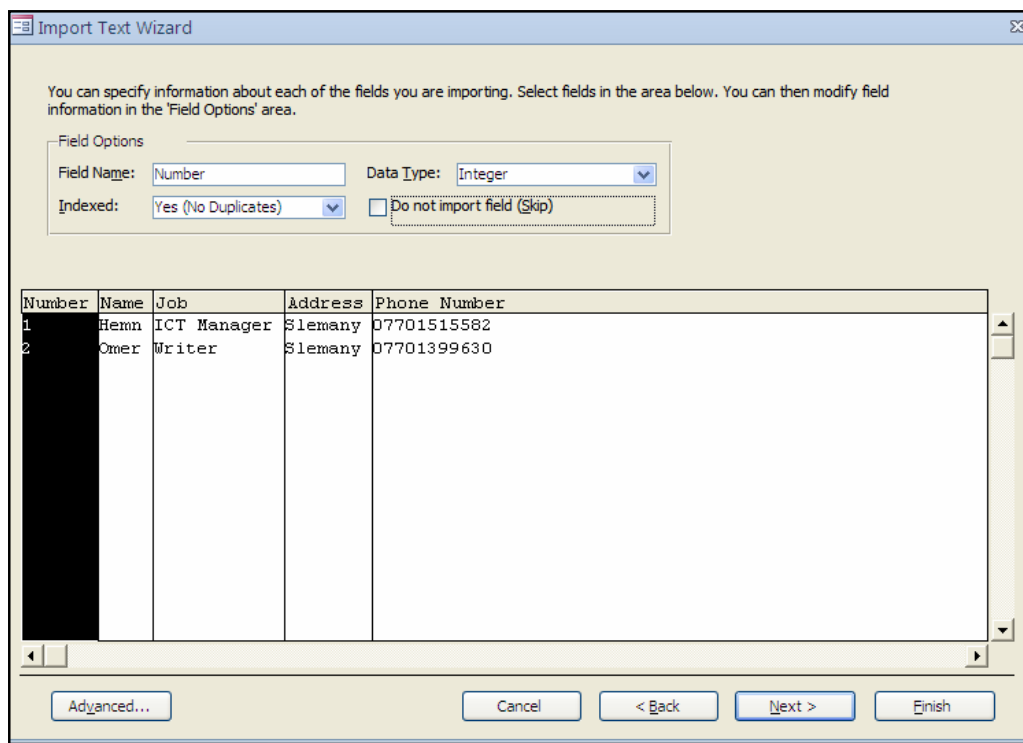 Import Text Wizard
You can specify information about each of the fields you are importing. Select fields in the area below. You can then modify field
information in the 'Field Options' area.
Field Options
Field Name: Number Data Type: Integer
Indexed: Yes (No Duplicates) Do not import field (Skip)
Number Name Job Address Phone Number
1 Hemn ICT Manager Slemany 07701515582
2 Omer Writer Slemany 07701399630
Advanced... Cancel < Back Next > Finish